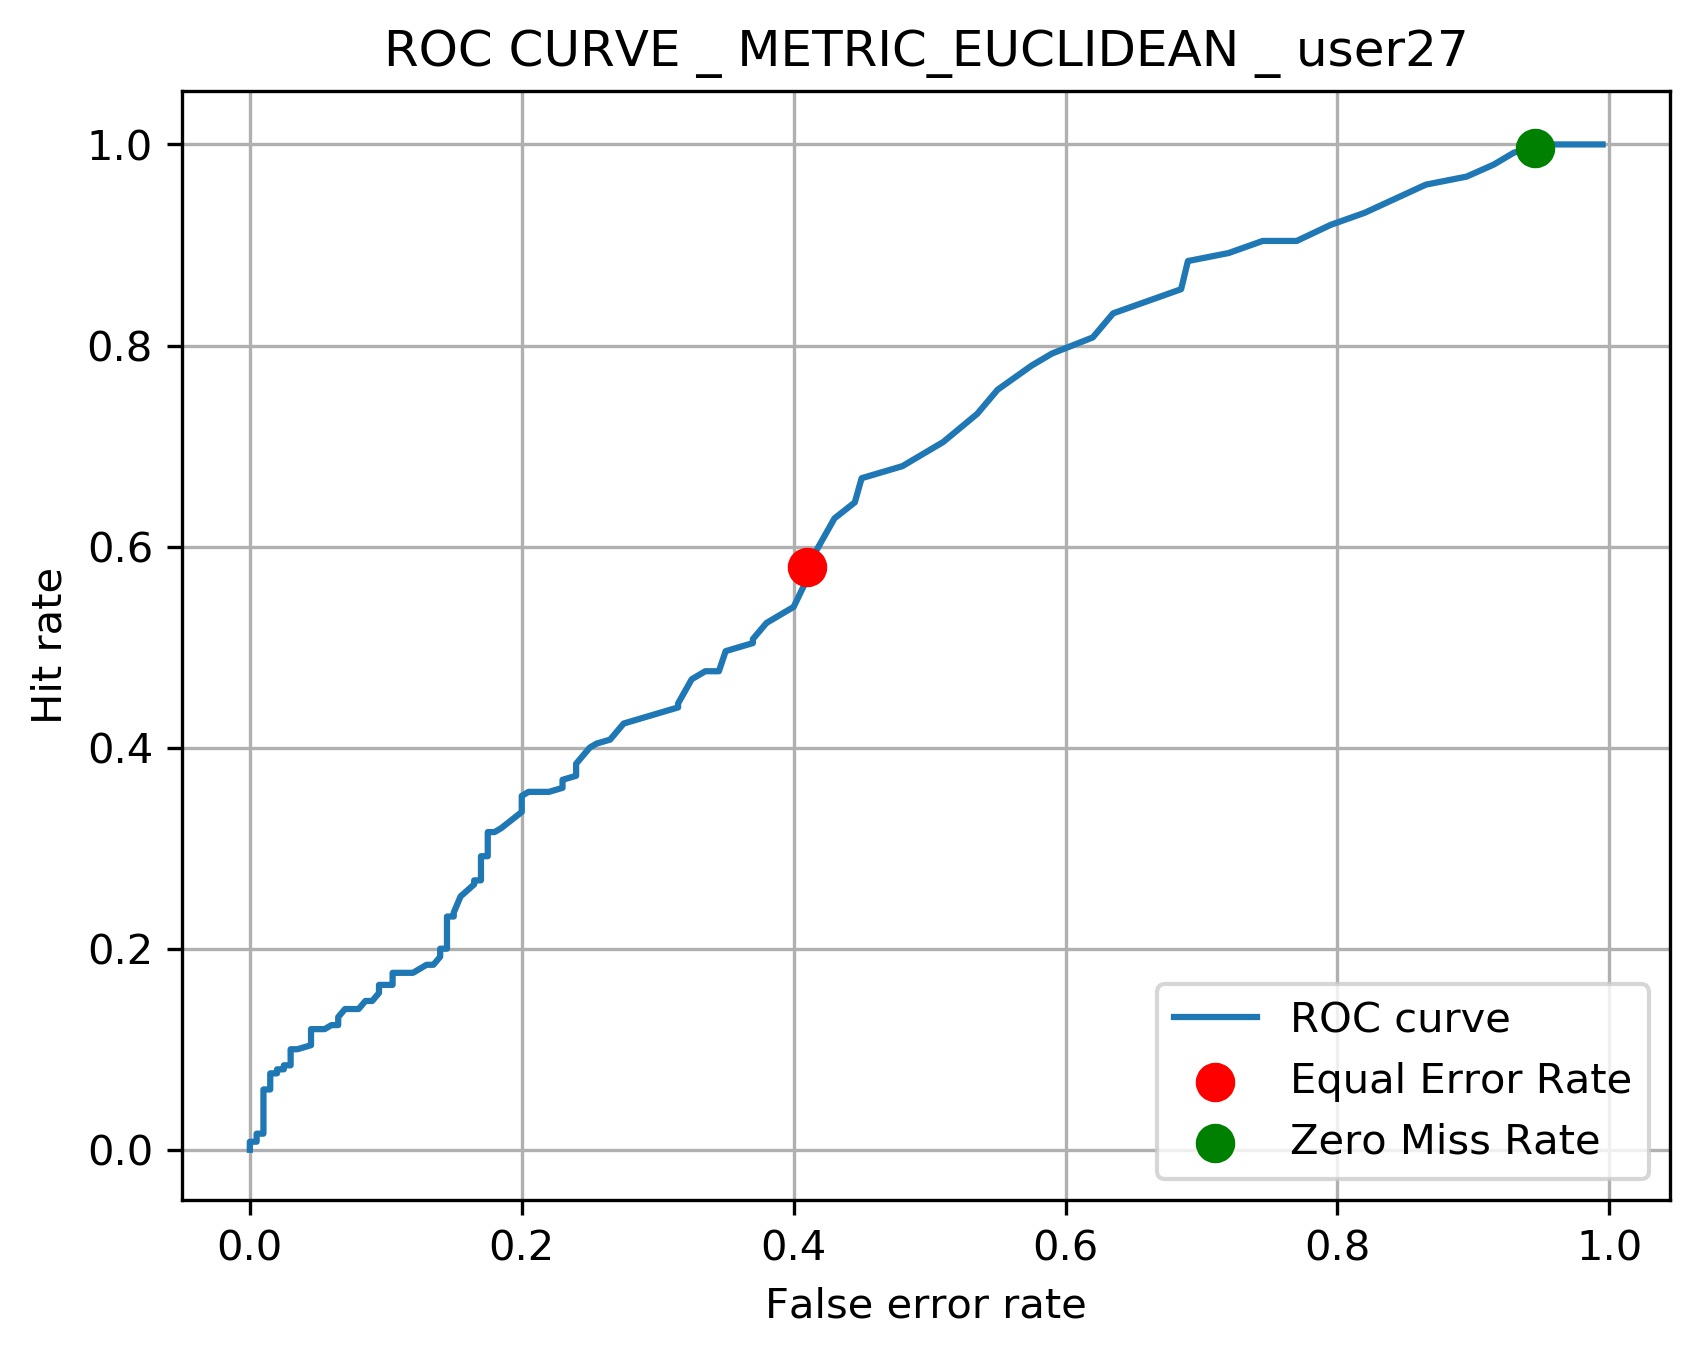 ROC CURVE _ METRIC_EUCLIDEAN _ user27
1.0
0.8
0.6
0.4
0.2
0.0
Hit rate
ROC curve
Equal Error Rate
Zero Miss Rate
0.0 0.2 0.4 0.6 0.8 1.0
False error rate